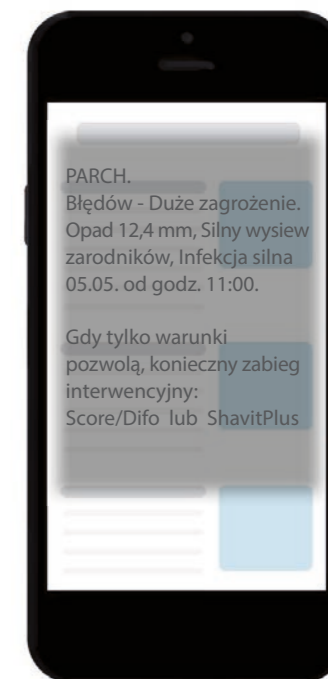 PARCH.
Błędów - Duże zagrożenie.
Opad 12,4 mm, Silny wysiew
zarodników, Infekcja silna
05.05. od godz. 11:00.
Gdy tylko warunki
pozwolą, konieczny zabieg
interwencyjny:
Score/Difo lub ShavitPlus